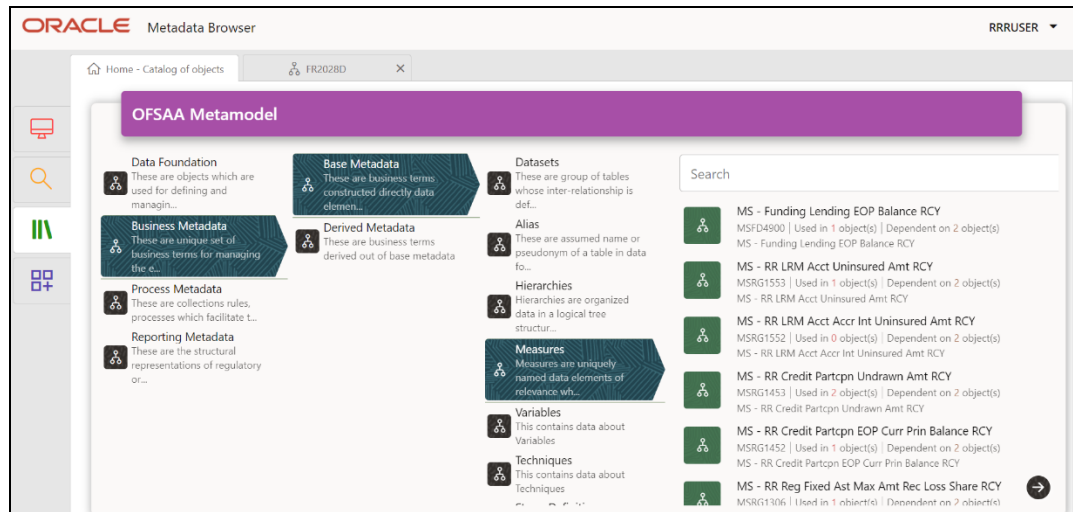 ORACLE Metadata Browser
RRRUSER
Home - Catalog of objects
FR2028D
OFSAA Metamodel
Data Foundation
These are objects which are
used for defining and
managin...
Business Metadata
These are unique set of
business terms for managing
the e...
Process Metadata
These are collections rules,
processes which facilitate t...
Reporting Metadata
These are the structural
representations of regulatory
or...
Base Metadata
These are business terms
constructed directly data
elemen...
Derived Metadata
These are business terms
derived out of base metadata
Datasets
These are group of tables
whose inter-relationship is
def...
Alias
These are assumed name or
pseudonym of a table in data
fo...
Hierarchies
Hierarchies are organized
data in a logical tree
structur...
Measures
Measures are uniquely
named data elements of
relevance wh...
Variables
This contains data about
Variables
Techniques
This contains data about
Techniques
Search
MS - Funding Lending EOP Balance RCY
MSFD4900 | Used in 1 object(s) | Dependent on 2 object(s)
MS - Funding Lending EOP Balance RCY
MS - RR LRM Acct Uninsured Amt RCY
MSRG1553 | Used in 1 object(s) | Dependent on 2 object(s)
MS - RR LRM Acct Uninsured Amt RCY
MS - RR LRM Acct Accr Int Uninsured Amt RCY
MSRG1552 | Used in 0 object(s) | Dependent on 2 object(s)
MS - RR LRM Acct Accr Int Uninsured Amt RCY
MS - RR Credit Partcpn Undrawn Amt RCY
MSRG1453 | Used in 2 object(s) | Dependent on 2 object(s)
MS - RR Credit Partcpn Undrawn Amt RCY
MS - RR Credit Partcpn EOP Curr Prin Balance RCY
MSRG1452 | Used in 1 object(s) | Dependent on 2 object(s)
MS - RR Credit Partcpn EOP Curr Prin Balance RCY
MS - RR Reg Fixed Ast Max Amt Rec Loss Share RCY
MSRG1306 | Used in 1 object(s) | Dependent on 2 object(s)